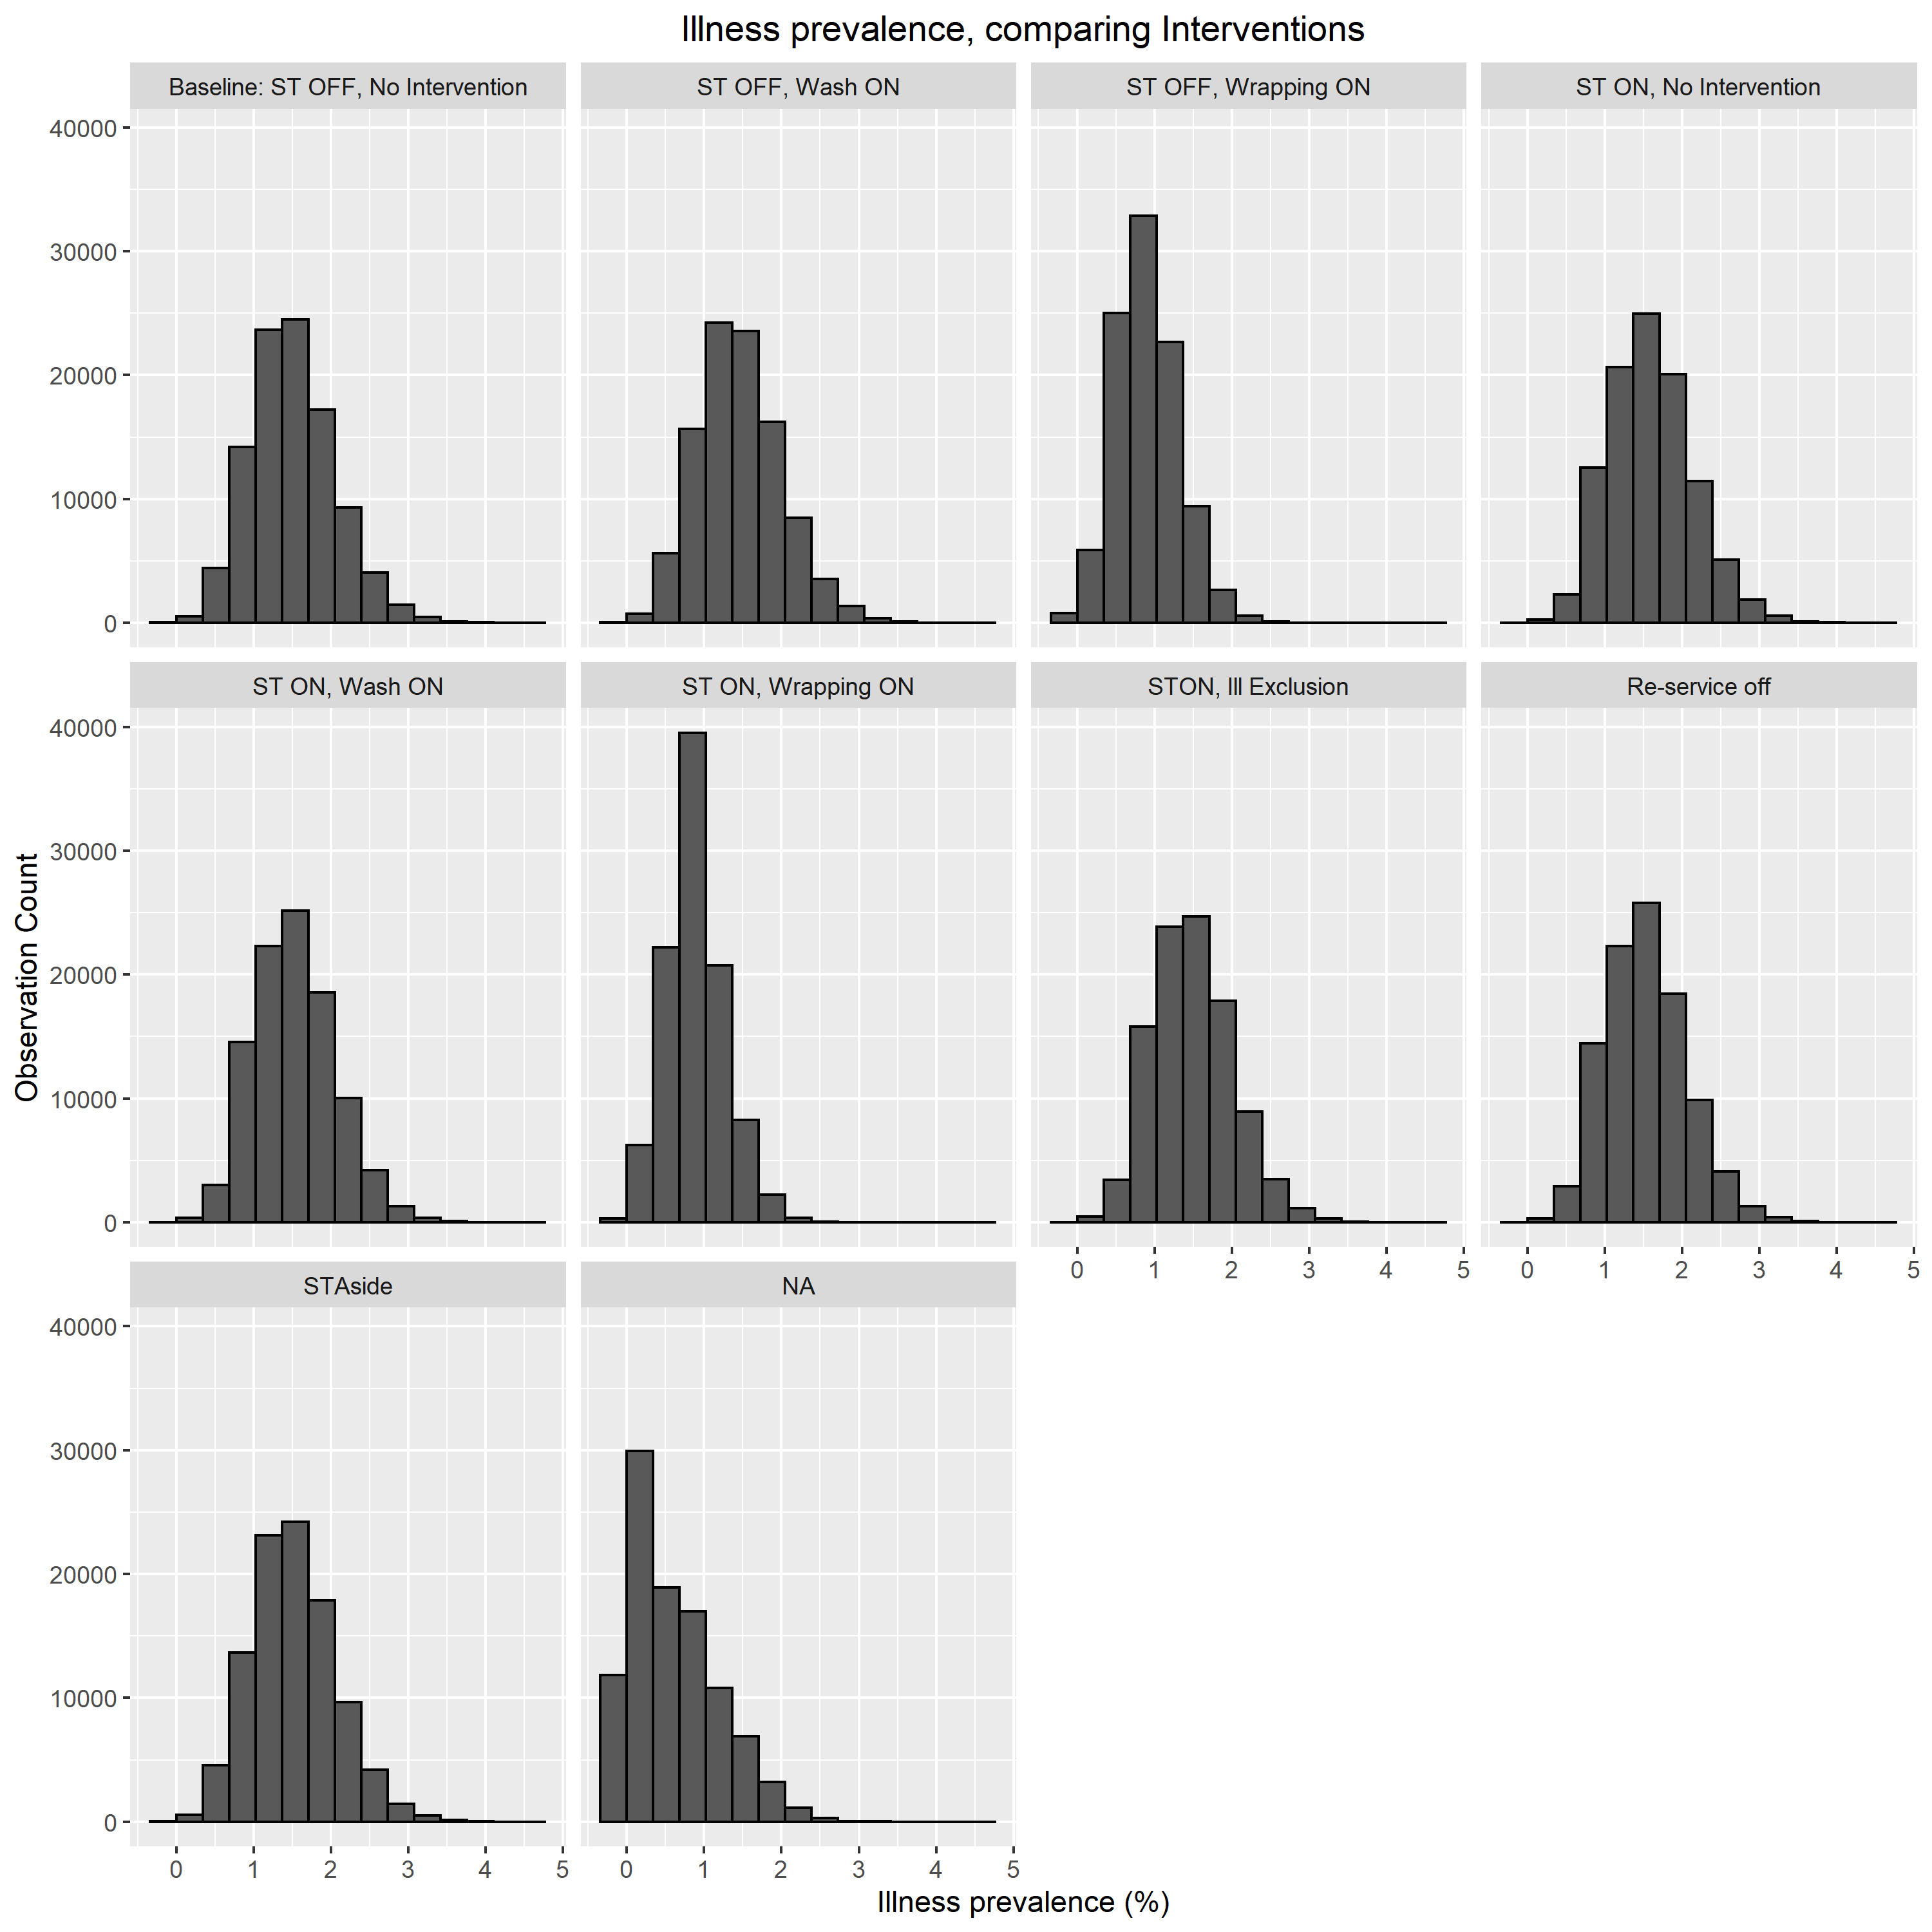 Illness prevalence, comparing Interventions
Baseline: ST OFF, No Intervention
ST OFF, Wash ON
ST OFF, Wrapping ON
ST ON, No Intervention
40000
30000
20000
10000
0
ST ON, Wash ON
ST ON, Wrapping ON
STON, Ill Exclusion
Re-service off
40000
30000
20000
10000
0
0 1 2 3 4 5
0 1 2 3 4 5
STAside
NA
40000
30000
20000
10000
0
0 1 2 3 4 5
0 1 2 3 4 5
Observation Count
Illness prevalence (%)